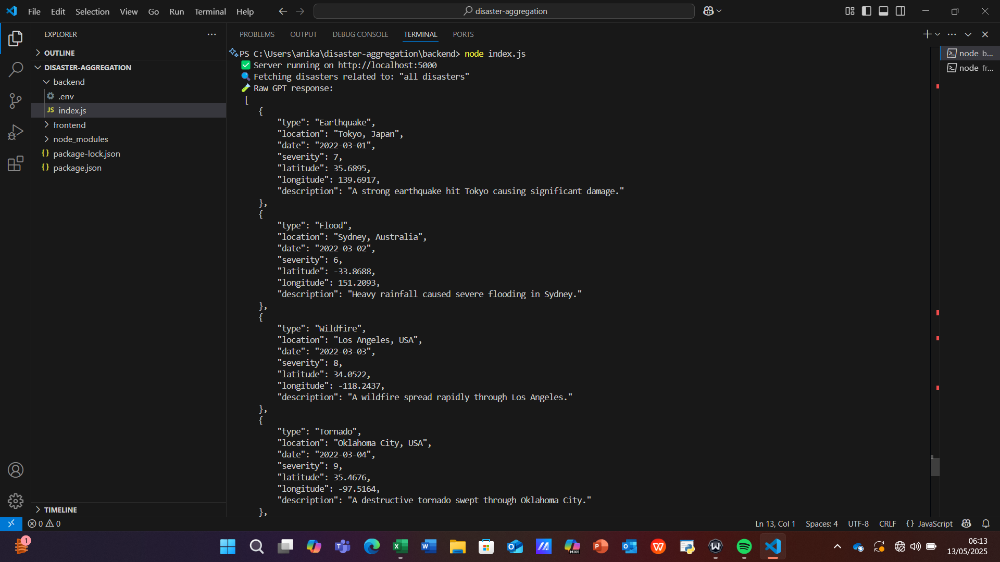 File Edit Selection View Go Run Terminal Help
disaster-aggregation
EXPLORER
OUTLINE
DISASTER-AGGREGATION
backend
.env
JS index.js
frontend
node_modules
{} package-lock.json
{} package.json
TIMELINE
PROBLEMS OUTPUT DEBUG CONSOLE TERMINAL PORTS
PS C:\Users\anika\disaster-aggregation\backend> node index.js
Server running on http://localhost:5000
Fetching disasters related to: "all disasters"
Raw GPT response:
[
{
"type": "Earthquake",
"location": "Tokyo, Japan",
"date": "2022-03-01",
"severity": 7,
"latitude": 35.6895,
"longitude": 139.6917,
"description": "A strong earthquake hit Tokyo causing significant damage."
},
{
"type": "Flood",
"location": "Sydney, Australia",
"date": "2022-03-02",
"severity": 6,
"latitude": -33.8688,
"longitude": 151.2093,
"description": "Heavy rainfall caused severe flooding in Sydney."
},
{
"type": "Wildfire",
"location": "Los Angeles, USA",
"date": "2022-03-03",
"severity": 8,
"latitude": 34.0522,
"longitude": -118.2437,
"description": "A wildfire spread rapidly through Los Angeles."
},
{
"type": "Tornado",
"location": "Oklahoma City, USA",
"date": "2022-03-04",
"severity": 9,
"latitude": 35.4676,
"longitude": -97.5164,
"description": "A destructive tornado swept through Oklahoma City."
},
node b...
node fr...
0 0
Ln 13, Col 1 Spaces: 4 UTF-8 CRLF {} JavaScript
1
M365
06:13
13/05/2025